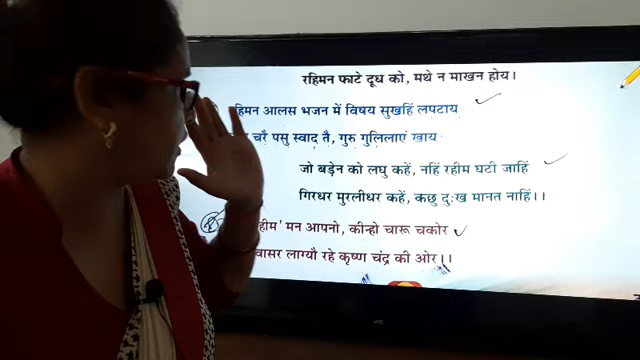 रहिमन फाटे दूध को, मथे न माखन होय।
हिमन आलस भजन में विषय सुखहिं लपटाय
चरै पसु स्वाद तै, गुरु गुलिलाएं खाय
जो बड़ेन को लघु कहें, नहिं रहीम घटी जाहिं
गिरधर मुरलीधर कहें, कछु दुःख मानत नाहिं।।
हीम' मन आपनो, कीन्हो चारू चकोर
वासर लाग्यौ रहे कृष्ण चंद्र की ओर।।